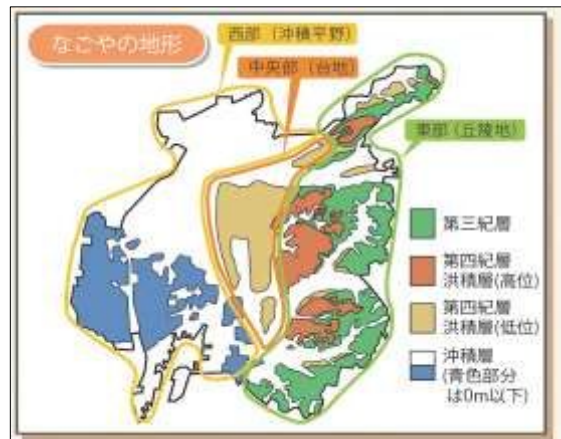 なごやの地形
西部（沖積平野）
中央部（台地）
東部（丘陵地）
第三紀層
第四紀層
洪積層(高位)
第四紀層
洪積層(低位)
沖積層
(青色部分
は0m以下)